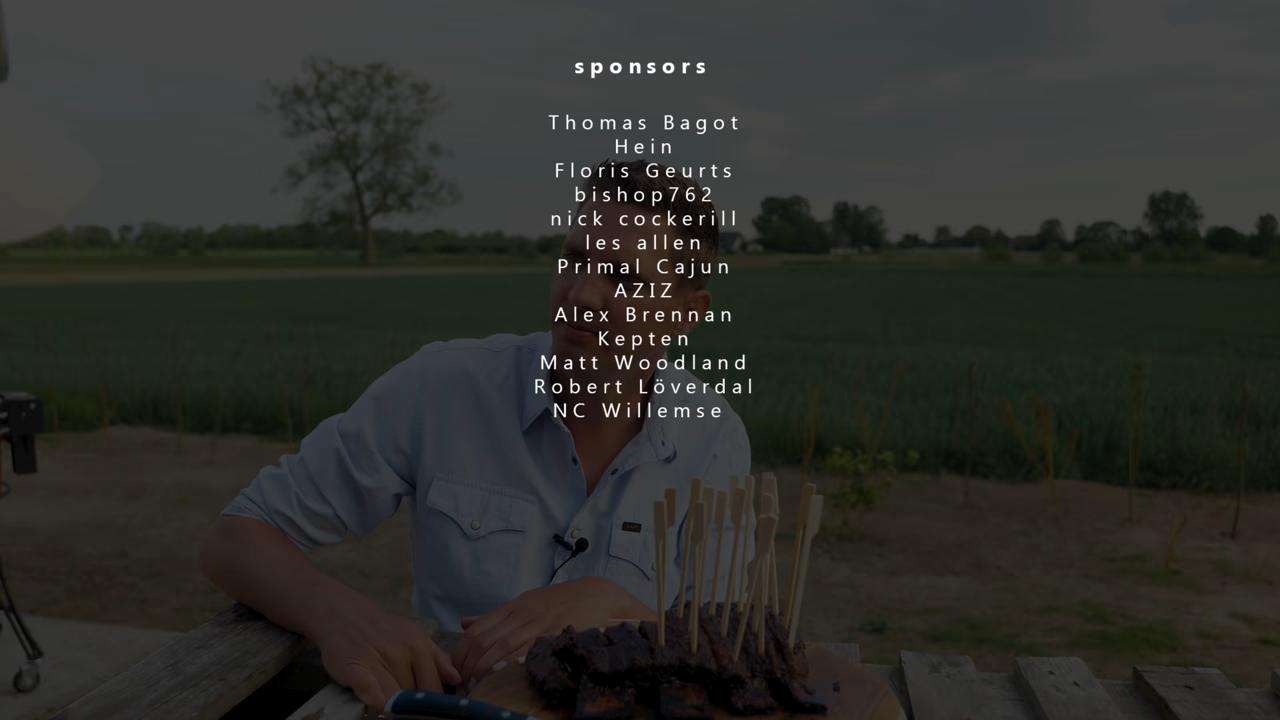 sponsors
Thomas Bagot
Hein
Floris Geurts
bishop762
nick cockerill
les allen
Primal Cajun
AZIZ
Alex Brennan
Kepten
Matt Woodland
Robert Löverdal
NC Willemse